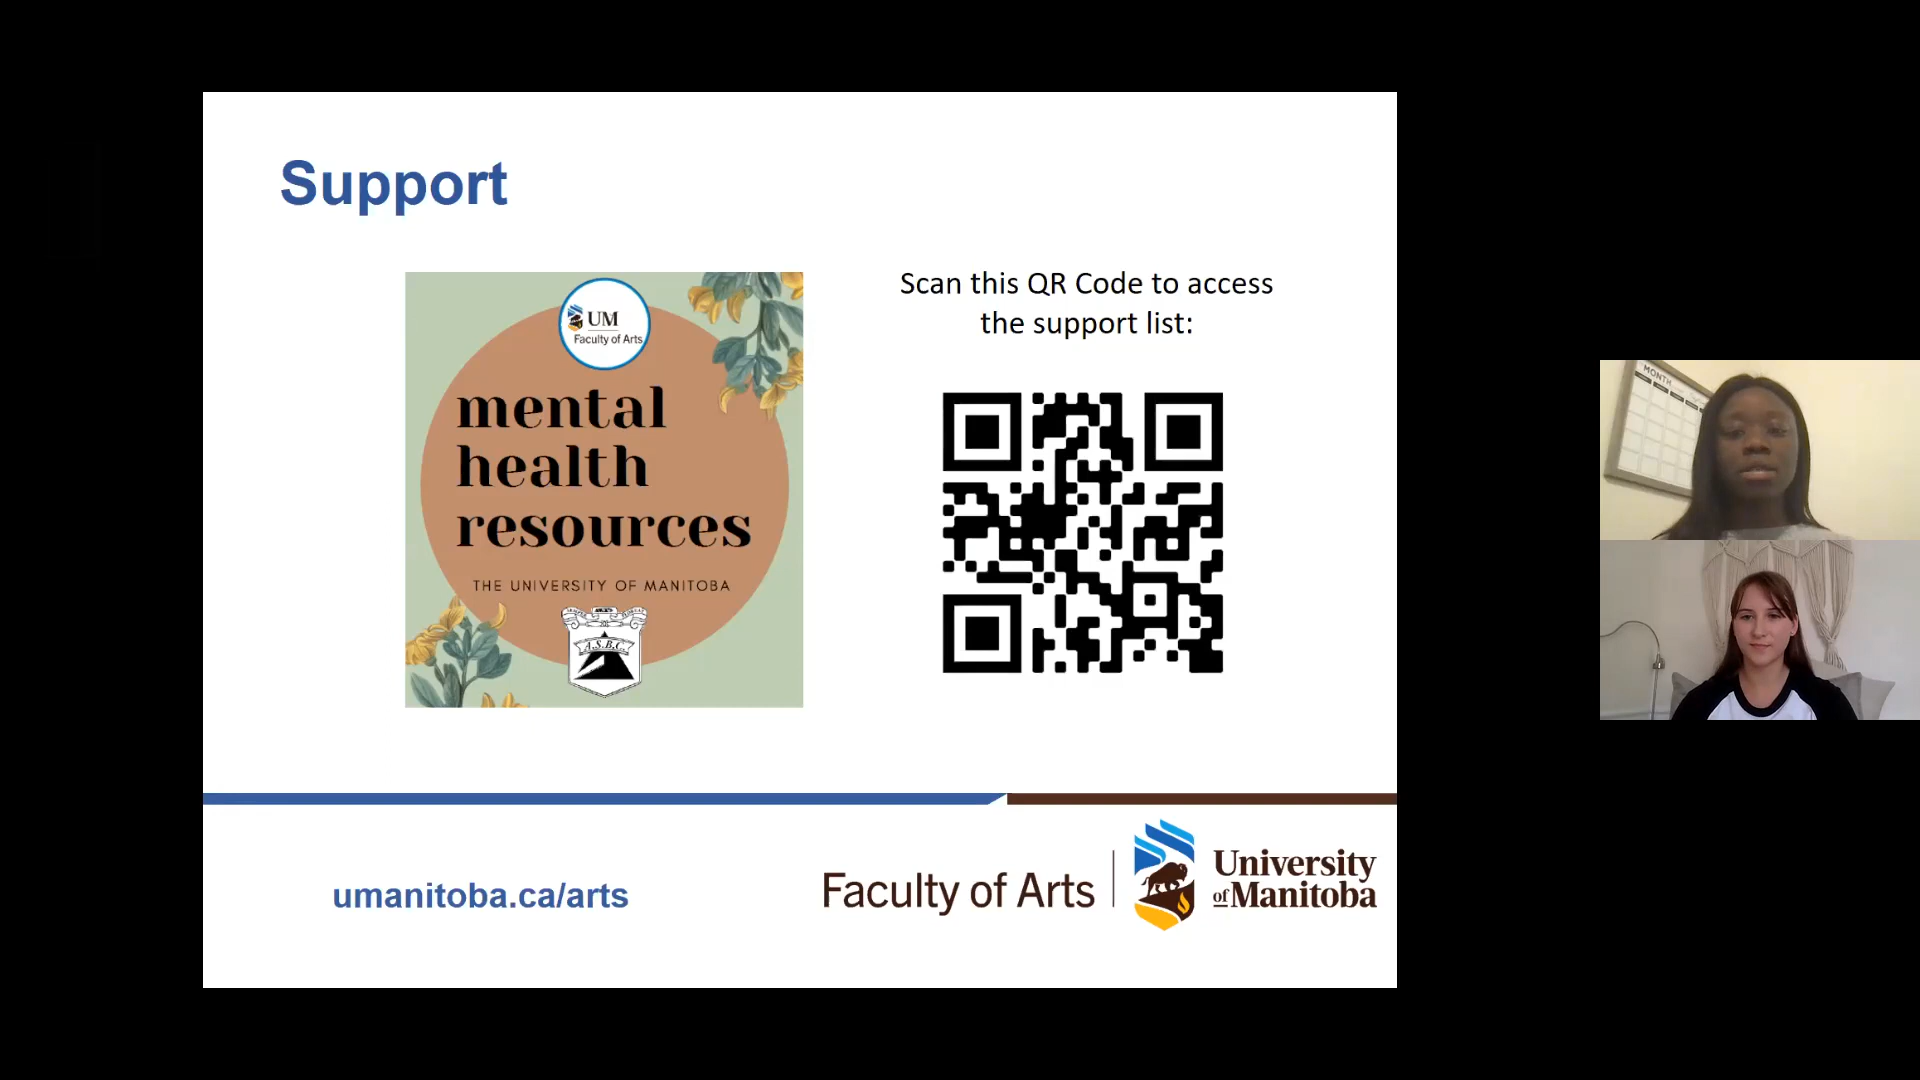 Support
Scan this QR Code to access
the support list:
UM
Faculty of Arts
mental
health
resources
THE UNIVERSITY OF MANITOBA
A.S.B.C.
MONTH
umanitoba.ca/arts
Faculty of Arts
University
of Manitoba